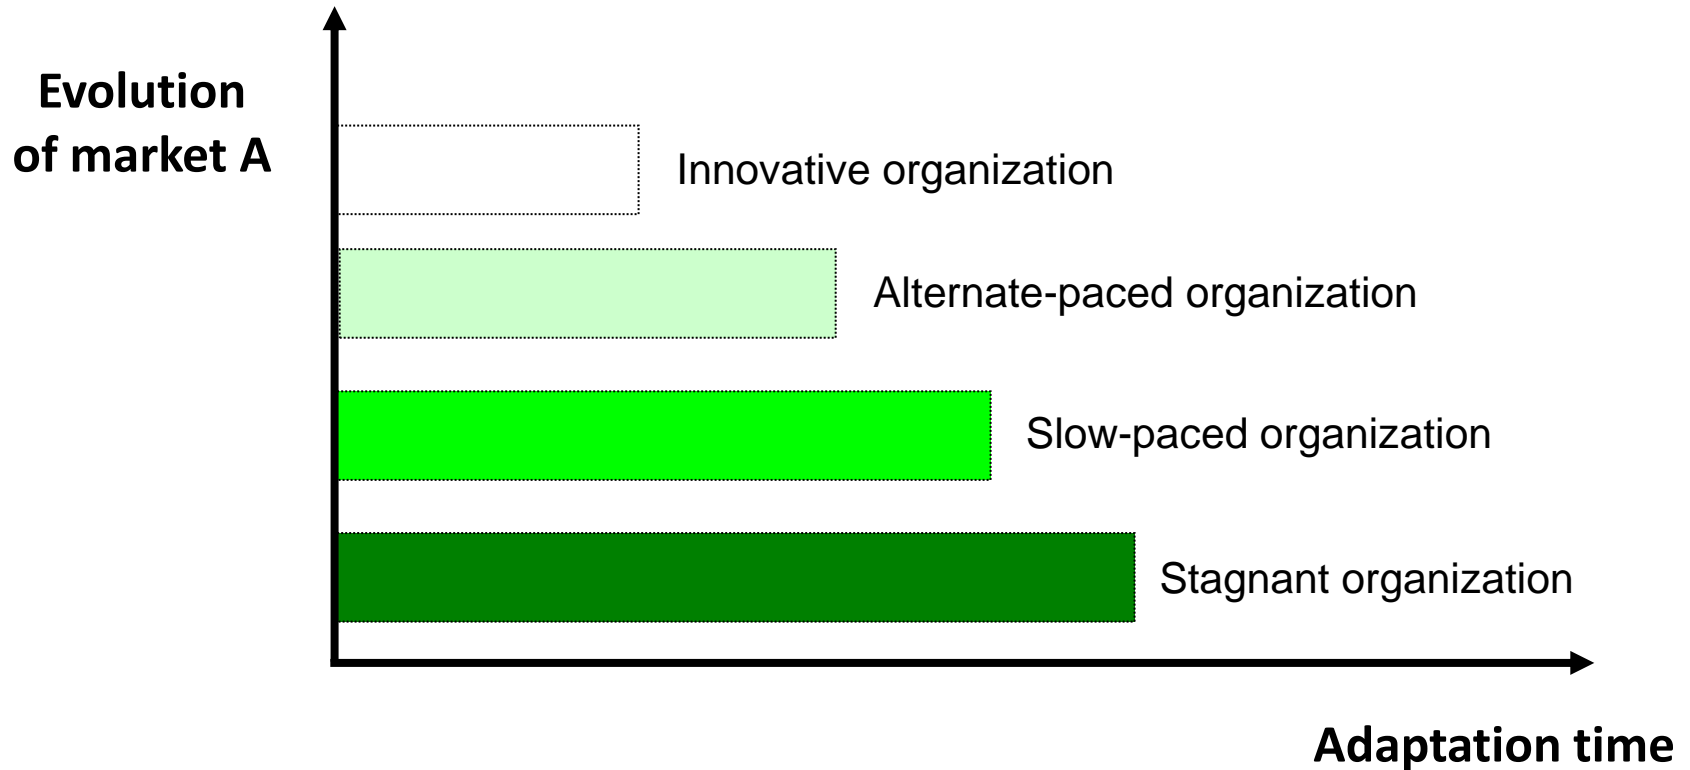 Evolution
of market A
Innovative organization
Alternate-paced organization
Slow-paced organization
Stagnant organization
Adaptation time